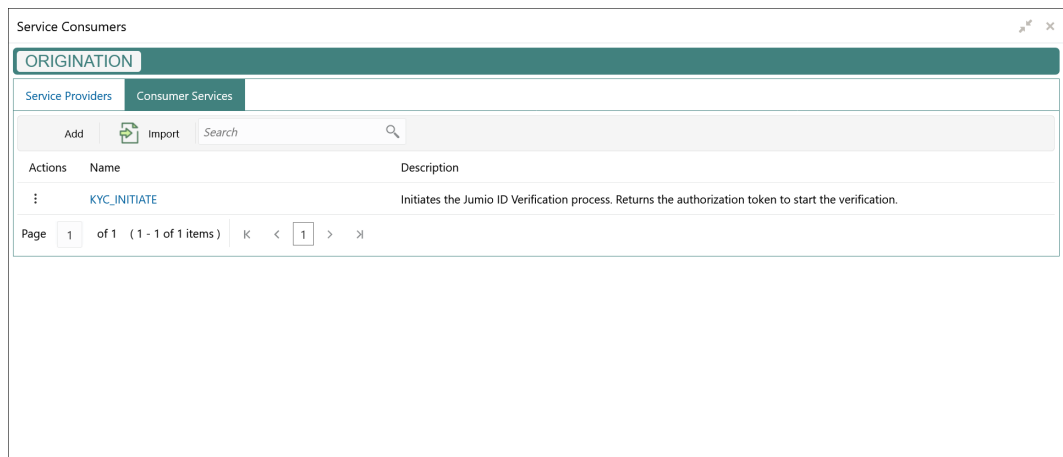 Service Consumers
ORIGINATION
Service Providers Consumer Services
Add Import Search
Actions Name Description
KYC_INITIATE Initiates the Jumio ID Verification process. Returns the authorization token to start the verification.
Page 1 of 1 ( 1 - 1 of 1 items ) 1